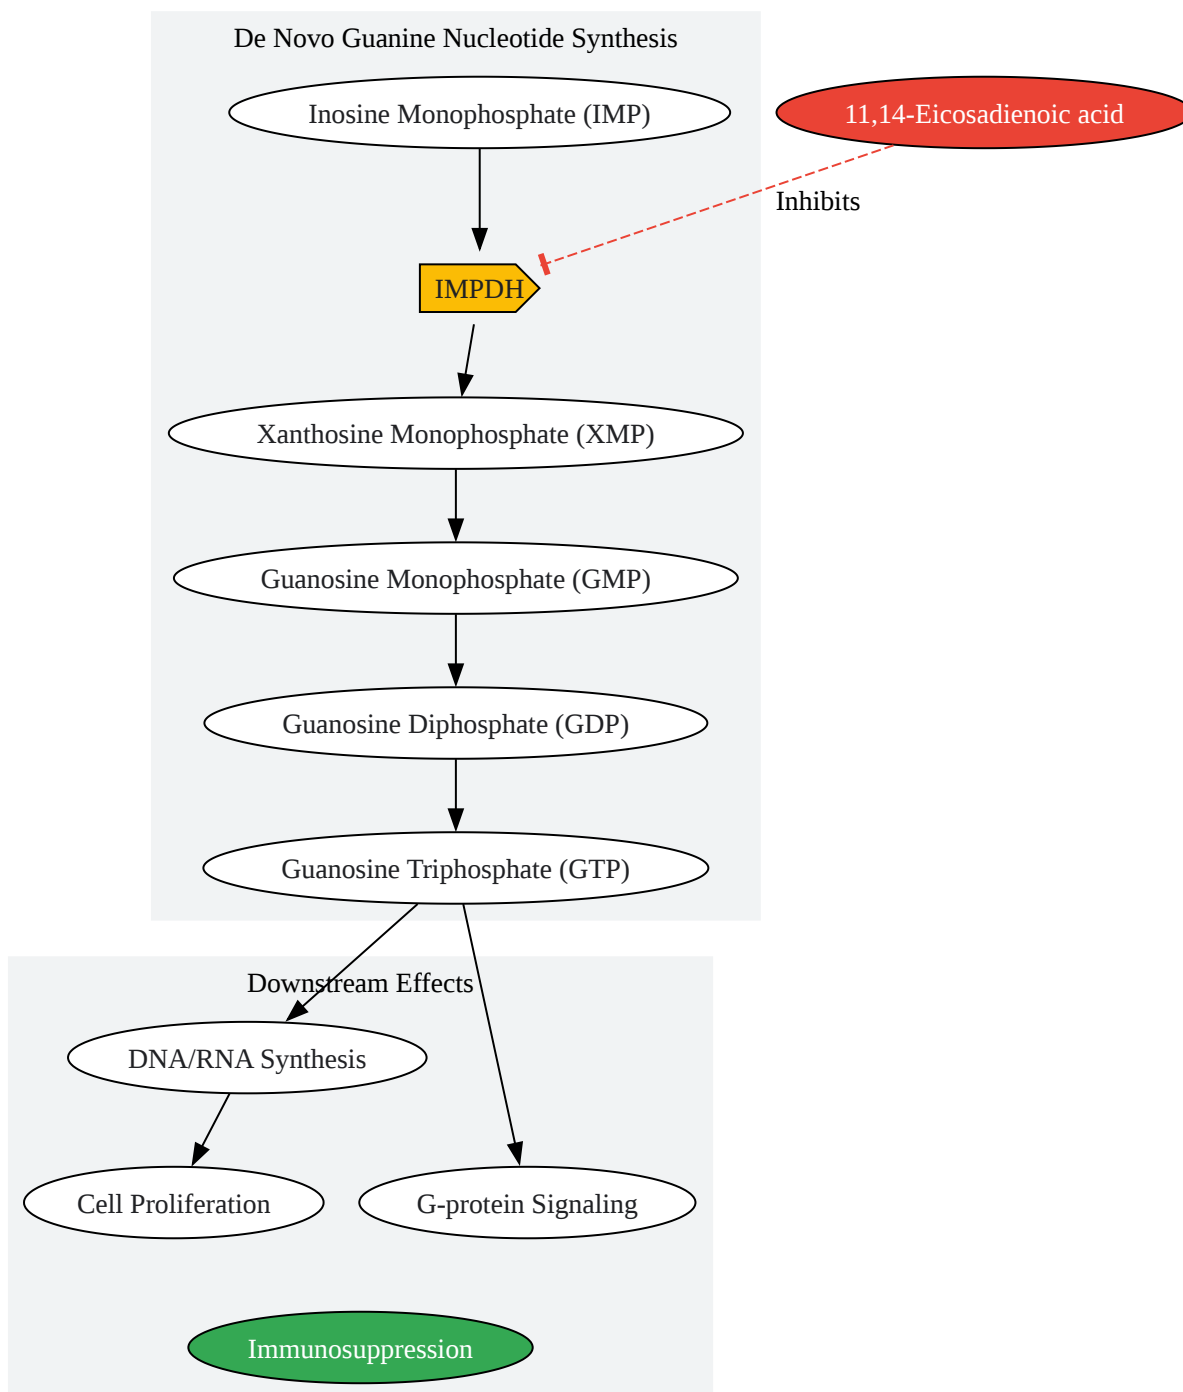 De Novo Guanine Nucleotide Synthesis
Inosine Monophosphate (IMP)
11,14-Eicosadienoic acid
Inhibits
IMPDH
Xanthosine Monophosphate (XMP)
Guanosine Monophosphate (GMP)
Guanosine Diphosphate (GDP)
Guanosine Triphosphate (GTP)
Downstream Effects
DNA/RNA Synthesis
Cell Proliferation
G-protein Signaling
Immunosuppression